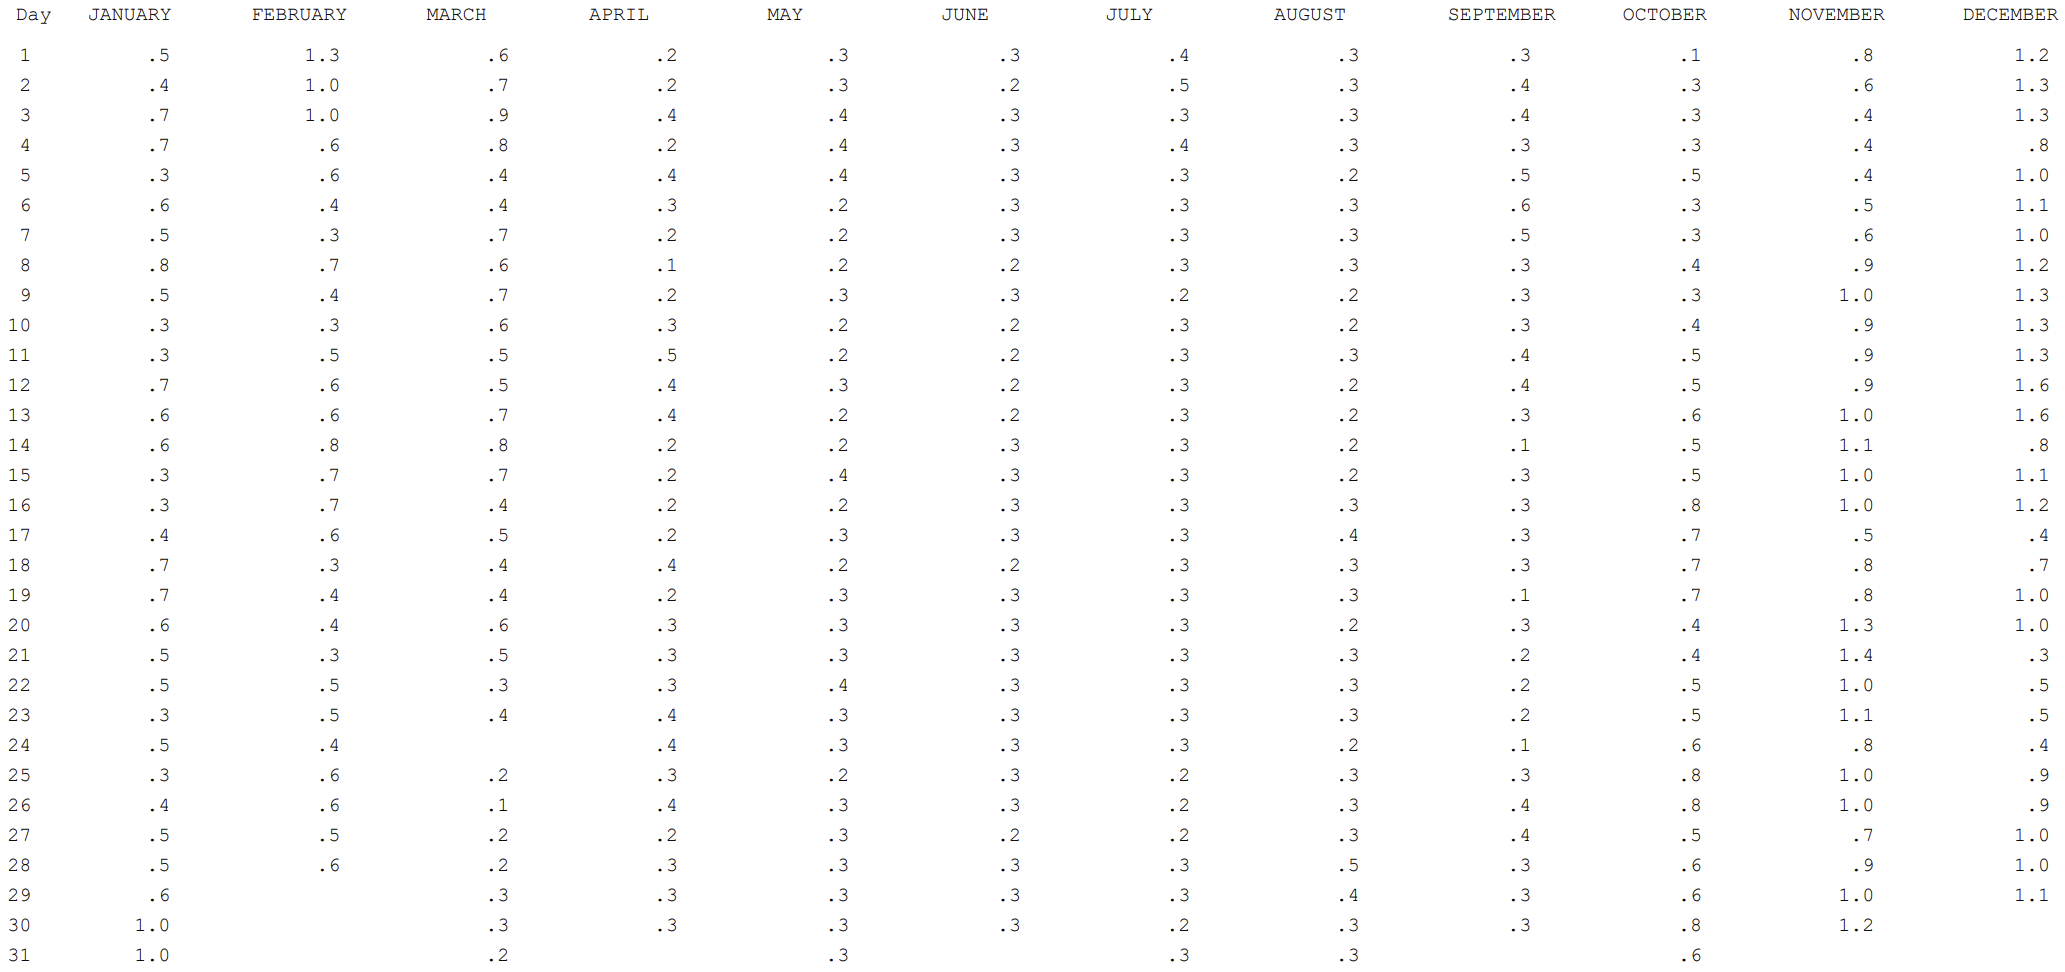 Day JANUARY FEBRUARY MARCH APRIL MAY JUNE JULY AUGUST SEPTEMBER OCTOBER NOVEMBER DECEMBER
1 .5 1.3 .6 .2 .3 .3 .4 .3 .3 .1 .8 1.2
2 .4 1.0 .7 .2 .3 .2 .5 .3 .4 .3 .6 1.3
3 .7 1.0 .9 .4 .4 .3 .3 .3 .4 .3 .4 1.3
4 .7 .6 .8 .2 .4 .3 .4 .3 .3 .3 .4 .8
5 .3 .6 .4 .4 .4 .3 .3 .2 .5 .5 .4 1.0
6 .6 .4 .4 .3 .2 .3 .3 .3 .6 .3 .5 1.1
7 .5 .3 .7 .2 .2 .3 .3 .3 .5 .3 .6 1.0
8 .8 .7 .6 .1 .2 .2 .3 .3 .3 .4 .9 1.2
9 .5 .4 .7 .2 .3 .3 .2 .2 .3 .3 1.0 1.3
10 .3 .3 .6 .3 .2 .2 .3 .2 .3 .4 .9 1.3
11 .3 .5 .5 .5 .2 .2 .3 .3 .4 .5 .9 1.3
12 .7 .6 .5 .4 .3 .2 .3 .2 .4 .5 .9 1.6
13 .6 .6 .7 .4 .2 .2 .3 .2 .3 .6 1.0 1.6
14 .6 .8 .8 .2 .2 .3 .3 .2 .1 .5 1.1 .8
15 .3 .7 .7 .2 .4 .3 .3 .2 .3 .5 1.0 1.1
16 .3 .7 .4 .2 .2 .3 .3 .3 .3 .8 1.0 1.2
17 .4 .6 .5 .2 .3 .3 .3 .4 .3 .7 .5 .4
18 .7 .3 .4 .4 .2 .2 .3 .3 .3 .7 .8 .7
19 .7 .4 .4 .2 .3 .3 .3 .3 .1 .7 .8 1.0
20 .6 .4 .6 .3 .3 .3 .3 .2 .3 .4 1.3 1.0
21 .5 .3 .5 .3 .3 .3 .3 .3 .2 .4 1.4 .3
22 .5 .5 .3 .3 .4 .3 .3 .3 .2 .5 1.0 .5
23 .3 .5 .4 .4 .3 .3 .3 .3 .2 .5 1.1 .5
24 .5 .4 .4 .3 .3 .3 .2 .1 .6 .8 .4
25 .3 .6 .2 .3 .2 .3 .2 .3 .3 .8 1.0 .9
26 .4 .6 .1 .4 .3 .3 .2 .3 .4 .8 1.0 .9
27 .5 .5 .2 .2 .3 .2 .2 .3 .4 .5 .7 1.0
28 .5 .6 .2 .3 .3 .3 .3 .5 .3 .6 .9 1.0
29 .6 .3 .3 .3 .3 .3 .4 .3 .6 1.0 1.1
30 1.0 .3 .3 .3 .3 .2 .3 .3 .8 1.2
31 1.0 .2 .3 .3 .3 .6